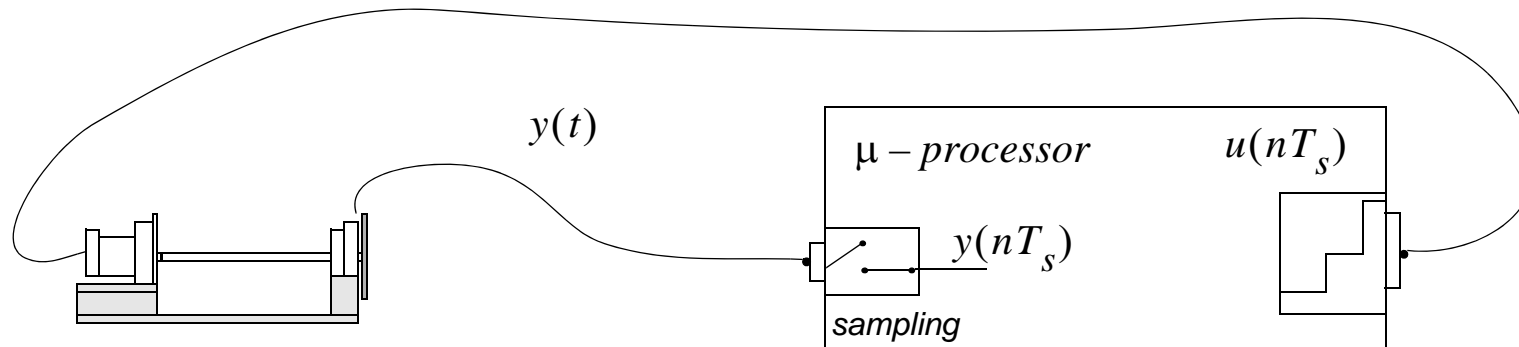 y(t)
μ – processor
u(nT_s)
y(nT_s)
sampling